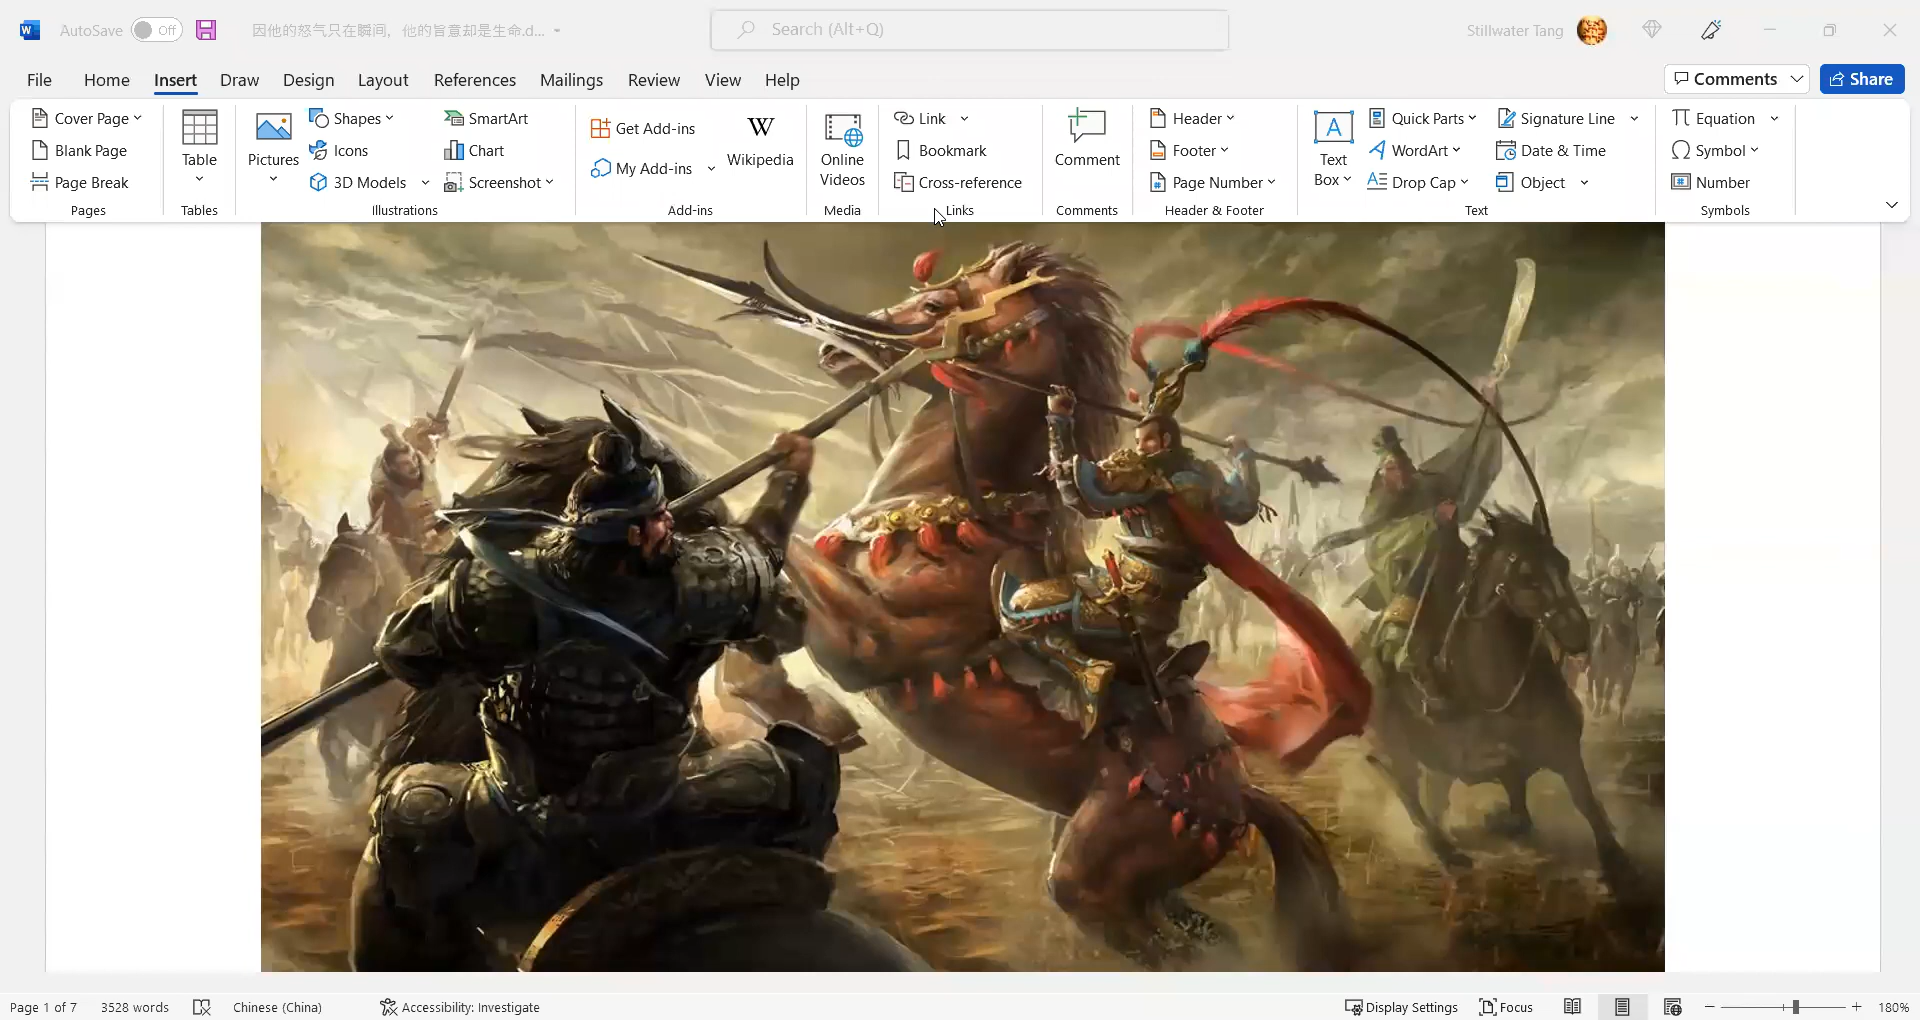 AutoSave Off 因他的怒气只在瞬间，他的旨意却是生命.d... Search (Alt+Q) Stillwater Tang
File Home Insert Draw Design Layout References Mailings Review View Help Comments Share
Cover Page
Blank Page
Page Break
Pages
Table
Tables
Pictures
Shapes
Icons
3D Models
SmartArt
Chart
Screenshot
Illustrations
Get Add-ins
My Add-ins
W
Wikipedia
Add-ins
Online
Videos
Media
Link
Bookmark
Cross-reference
Links
Comment
Comments
Header
Footer
Page Number
Header & Footer
Text
Box
Quick Parts
WordArt
Drop Cap
Signature Line
Date & Time
Object
Text
Equation
Symbol
Number
Symbols
Page 1 of 7 3528 words Chinese (China) Accessibility: Investigate Display Settings Focus 180%